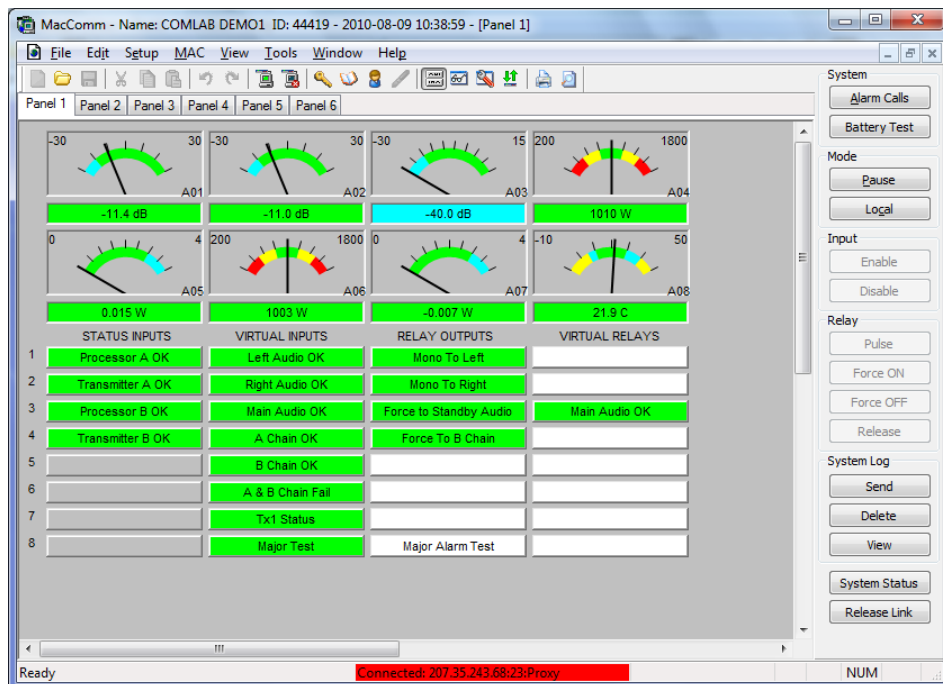 MacComm - Name: COMLAB DEMO1 ID: 44419 - 2010-08-09 10:38:59 - [Panel 1]
File Edit Setup MAC View Tools Window Help
Panel 1 Panel 2 Panel 3 Panel 4 Panel 5 Panel 6
-30 30 -30 30 -30 15 200 1800
A01 A02 A03 A04
-11.4 dB -11.0 dB -40.0 dB 1010 W
0 4 200 1800 0 4 -10 50
A05 A06 A07 A08
0.015 W 1003 W -0.007 W 21.9 C
STATUS INPUTS VIRTUAL INPUTS RELAY OUTPUTS VIRTUAL RELAYS
1 Processor A OK Left Audio OK Mono To Left
2 Transmitter A OK Right Audio OK Mono To Right
3 Processor B OK Main Audio OK Force to Standby Audio Main Audio OK
4 Transmitter B OK A Chain OK Force To B Chain
5 B Chain OK
6 A & B Chain Fail
7 Tx1 Status
8 Major Test Major Alarm Test
System
Alarm Calls
Battery Test
Mode
Pause
Local
Input
Enable
Disable
Relay
Pulse
Force ON
Force OFF
Release
System Log
Send
Delete
View
System Status
Release Link
Ready Connected: 207.35.243.68:23:Proxy NUM